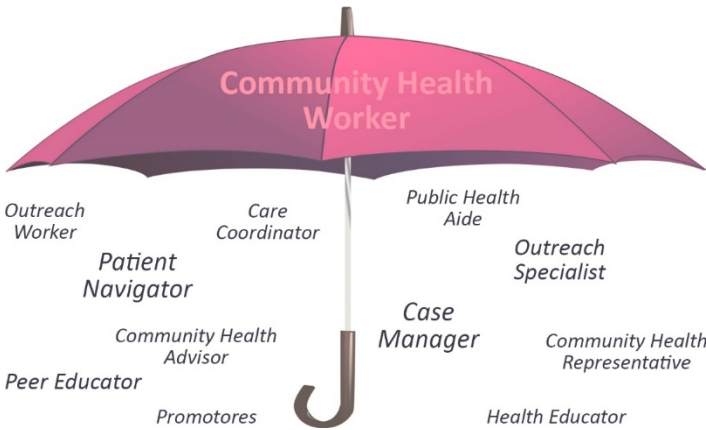 Community Health
Worker
Outreach
Worker
Care
Coordinator
Public Health
Aide
Patient
Navigator
Outreach
Specialist
Case
Manager
Community Health
Advisor
Community Health
Representative
Peer Educator
Promotores
Health Educator